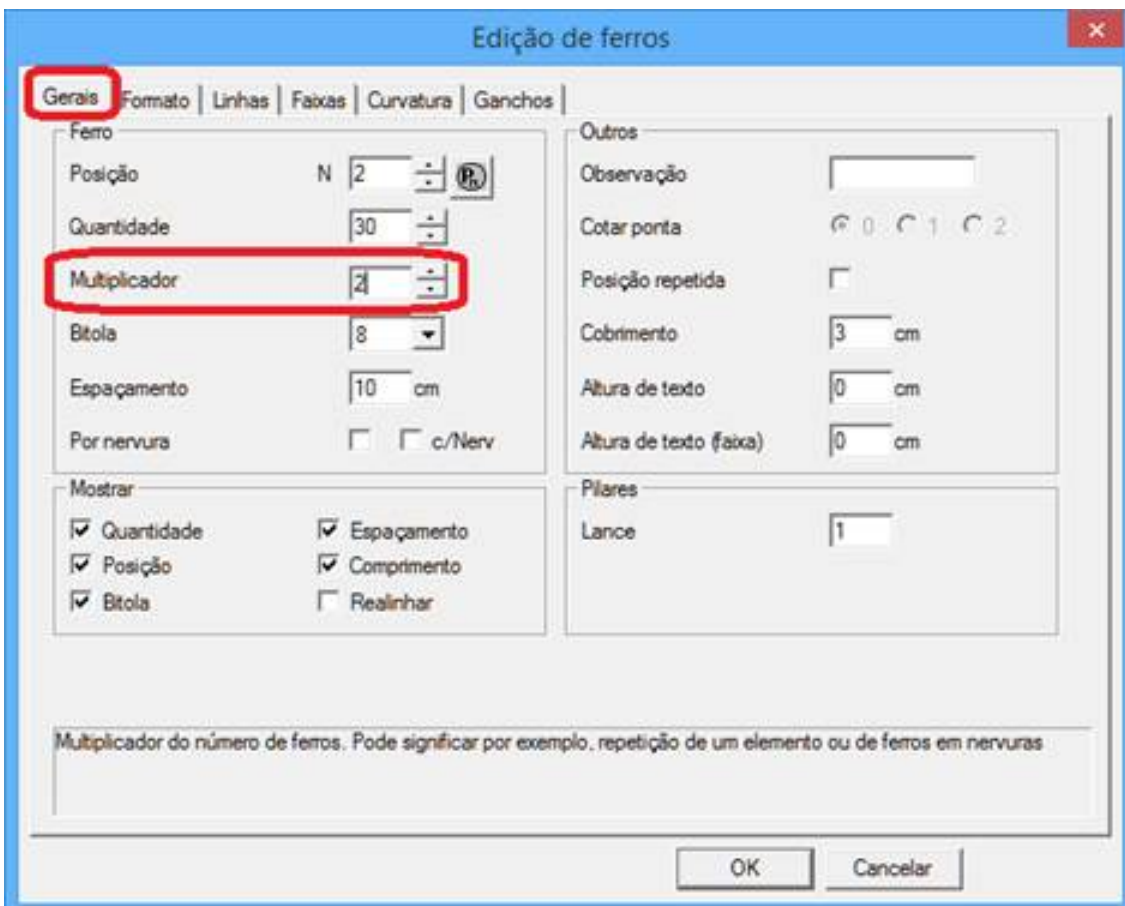 Edição de ferros
Gerais Formato Linhas Faixas Curvatura Ganchos
Ferro
Posição N 2
Quantidade 30
Multiplicador 2
Bitola 8
Espaçamento 10 cm
Por nervura c/Nerv
Outros
Observação
Cotar ponta 0 1 2
Posição repetida
Cobrimento 3 cm
Altura de texto 0 cm
Altura de texto (faixa) 0 cm
Mostrar
Quantidade Espaçamento
Posição Comprimento
Bitola Realinhar
Pilares
Lance 1
Multiplicador do número de ferros. Pode significar por exemplo, repetição de um elemento ou de ferros em nervuras
OK Cancelar